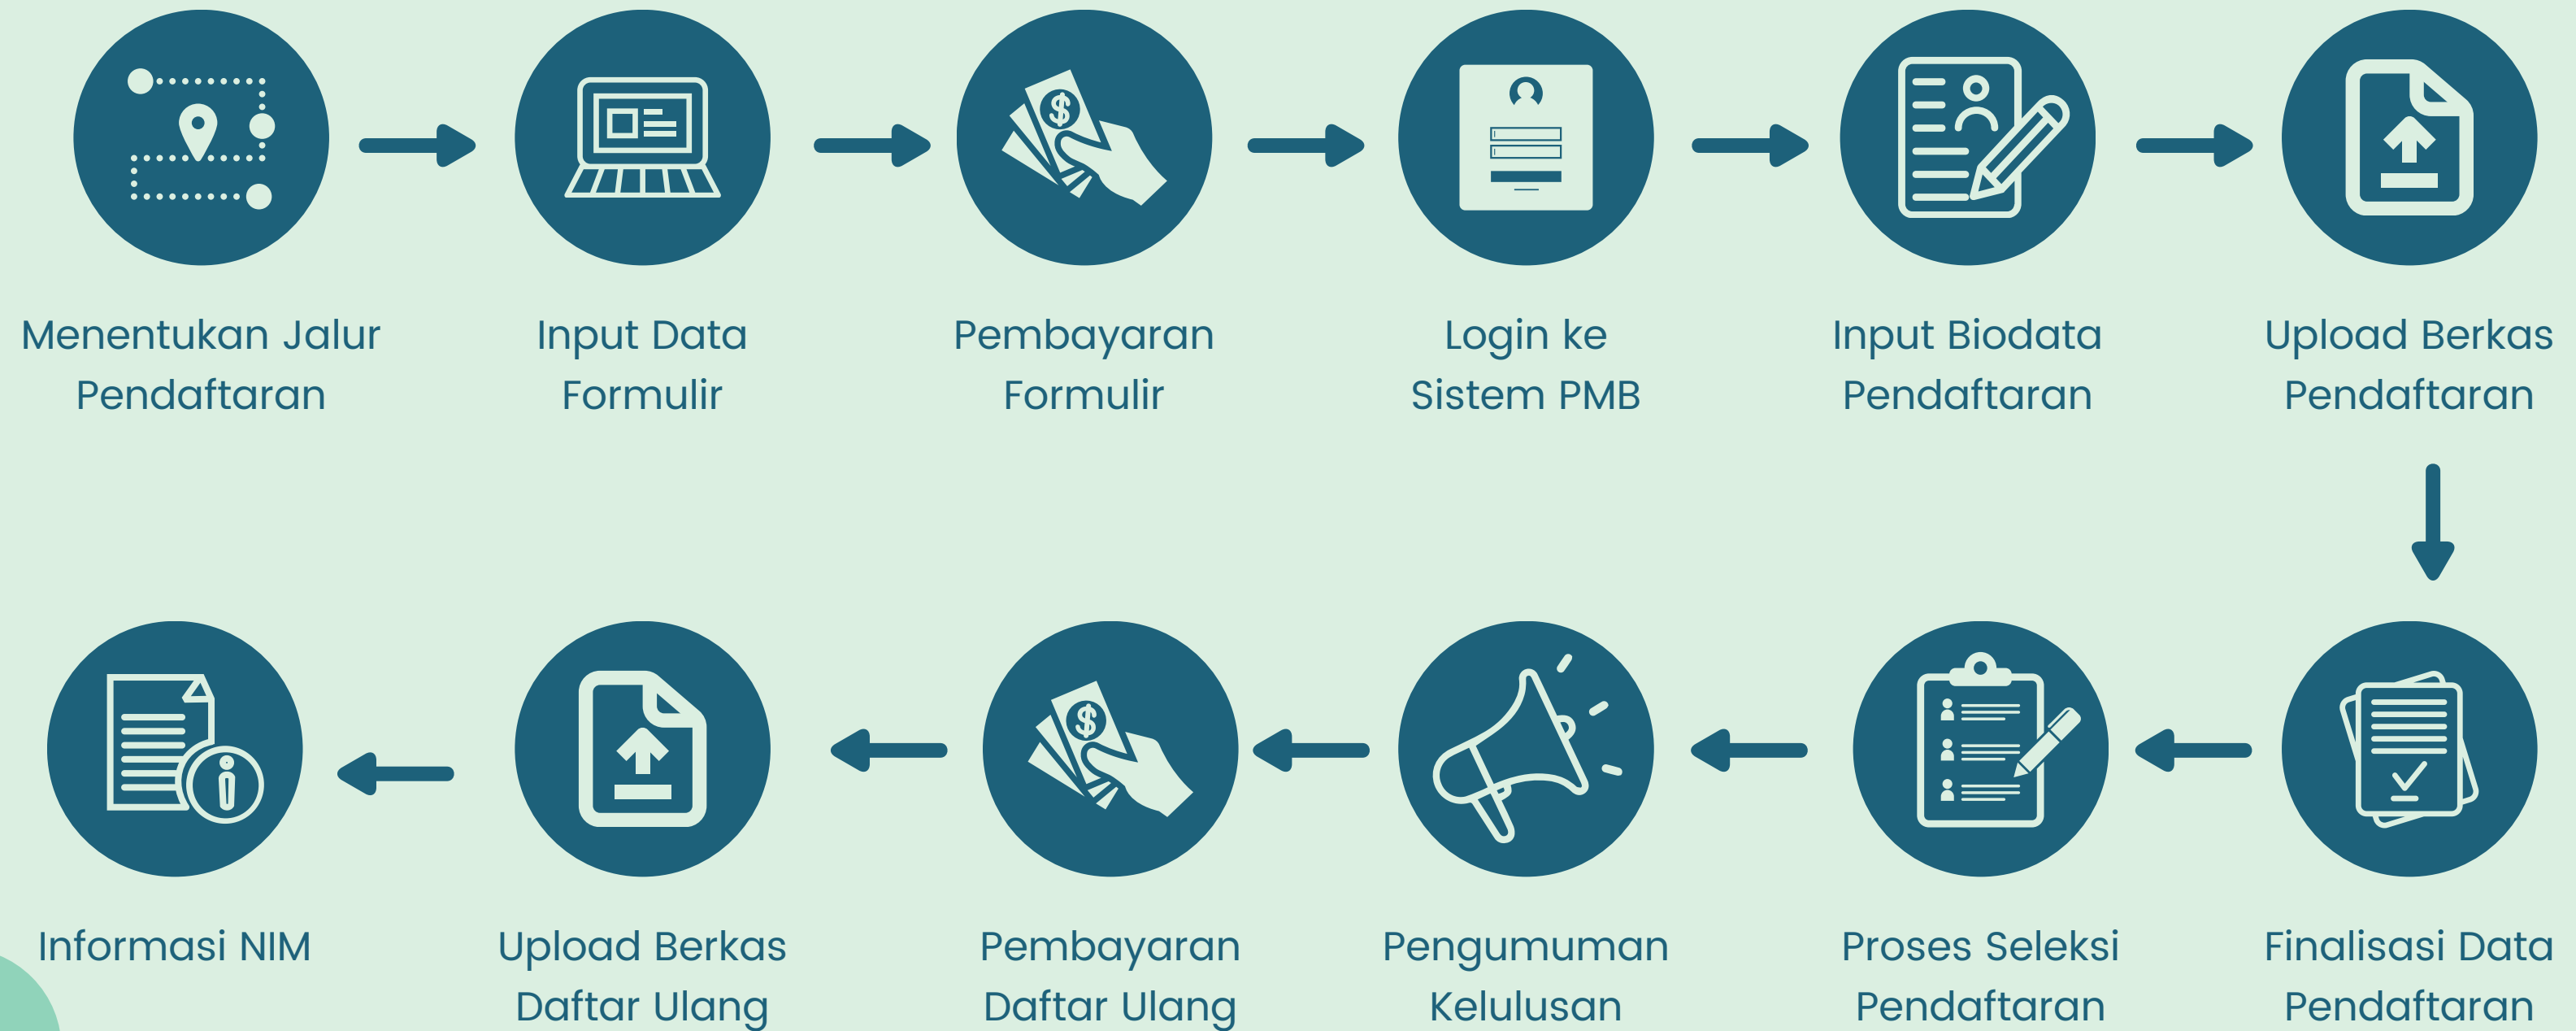 Menentukan Jalur
Pendaftaran
Input Data
Formulir
Pembayaran
Formulir
Login ke
Sistem PMB
Input Biodata
Pendaftaran
Upload Berkas
Pendaftaran
Finalisasi Data
Pendaftaran
Proses Seleksi
Pendaftaran
Pengumuman
Kelulusan
Pembayaran
Daftar Ulang
Upload Berkas
Daftar Ulang
Informasi NIM